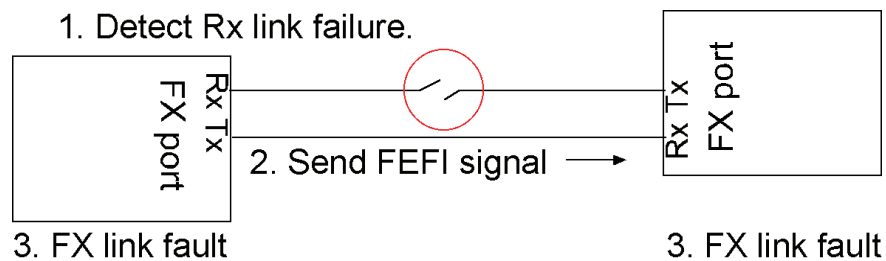 1. Detect Rx link failure.
Rx Tx
FX port
Rx Tx
FX port
2. Send FEFI signal
3. FX link fault
3. FX link fault